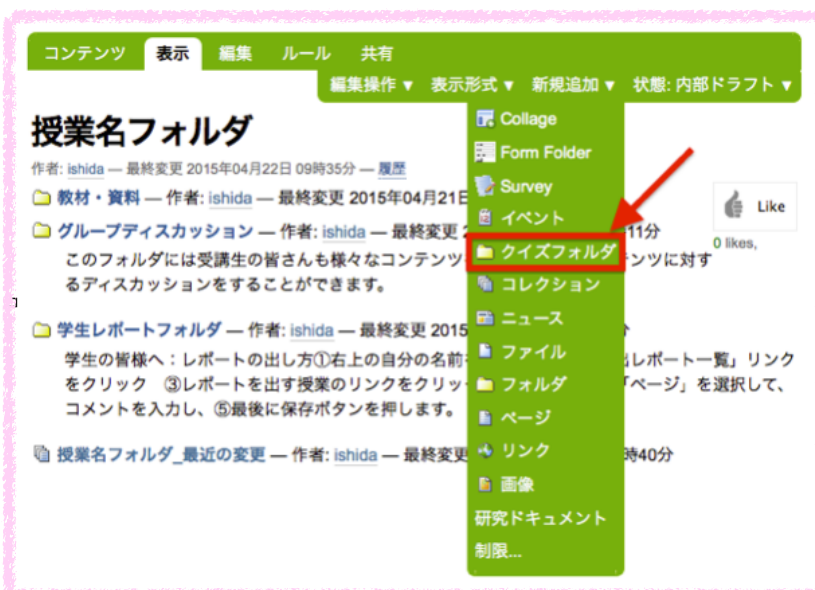 コンテンツ 表示 編集 ルール 共有
編集操作 ▼ 表示形式 ▼ 新規追加 ▼ 状態: 内部ドラフト ▼
授業名フォルダ
作者: ishida — 最終変更 2015年04月22日 09時35分 — 履歴
教材・資料 — 作者: ishida — 最終変更 2015年04月21日
グループディスカッション — 作者: ishida — 最終変更 11分
このフォルダには受講生の皆さんも様々なコンテンツ ンツに対す
るディスカッションをすることができます。
学生レポートフォルダ — 作者: ishida — 最終変更 2015
学生の皆様へ：レポートの出し方①右上の自分の名前 出レポート一覧」リンク
をクリック ③レポートを出す授業のリンクをクリッ 「ページ」を選択して、
コメントを入力し、⑤最後に保存ボタンを押します。
授業名フォルダ_最近の変更 — 作者: ishida — 最終変更 時40分
Collage
Form Folder
Survey
イベント
クイズフォルダ
コレクション
ニュース
ファイル
フォルダ
ページ
リンク
画像
研究ドキュメント
制限...
Like
0 likes,